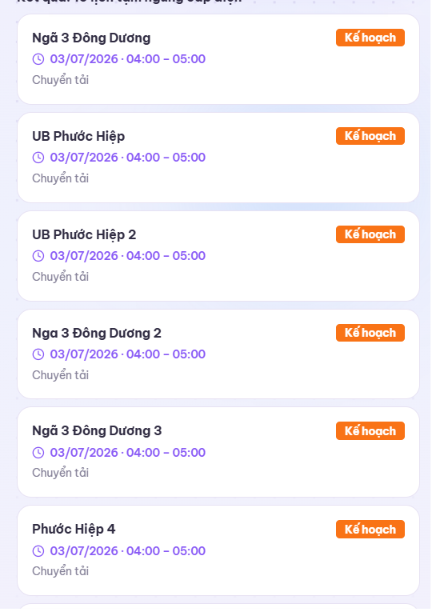 Ngã 3 Đông Dương
Kế hoạch
03/07/2026 · 04:00 – 05:00
Chuyển tải
UB Phước Hiệp
Kế hoạch
03/07/2026 · 04:00 – 05:00
Chuyển tải
UB Phước Hiệp 2
Kế hoạch
03/07/2026 · 04:00 – 05:00
Chuyển tải
Nga 3 Đông Dương 2
Kế hoạch
03/07/2026 · 04:00 – 05:00
Chuyển tải
Ngã 3 Đông Dương 3
Kế hoạch
03/07/2026 · 04:00 – 05:00
Chuyển tải
Phước Hiệp 4
Kế hoạch
03/07/2026 · 04:00 – 05:00
Chuyển tải